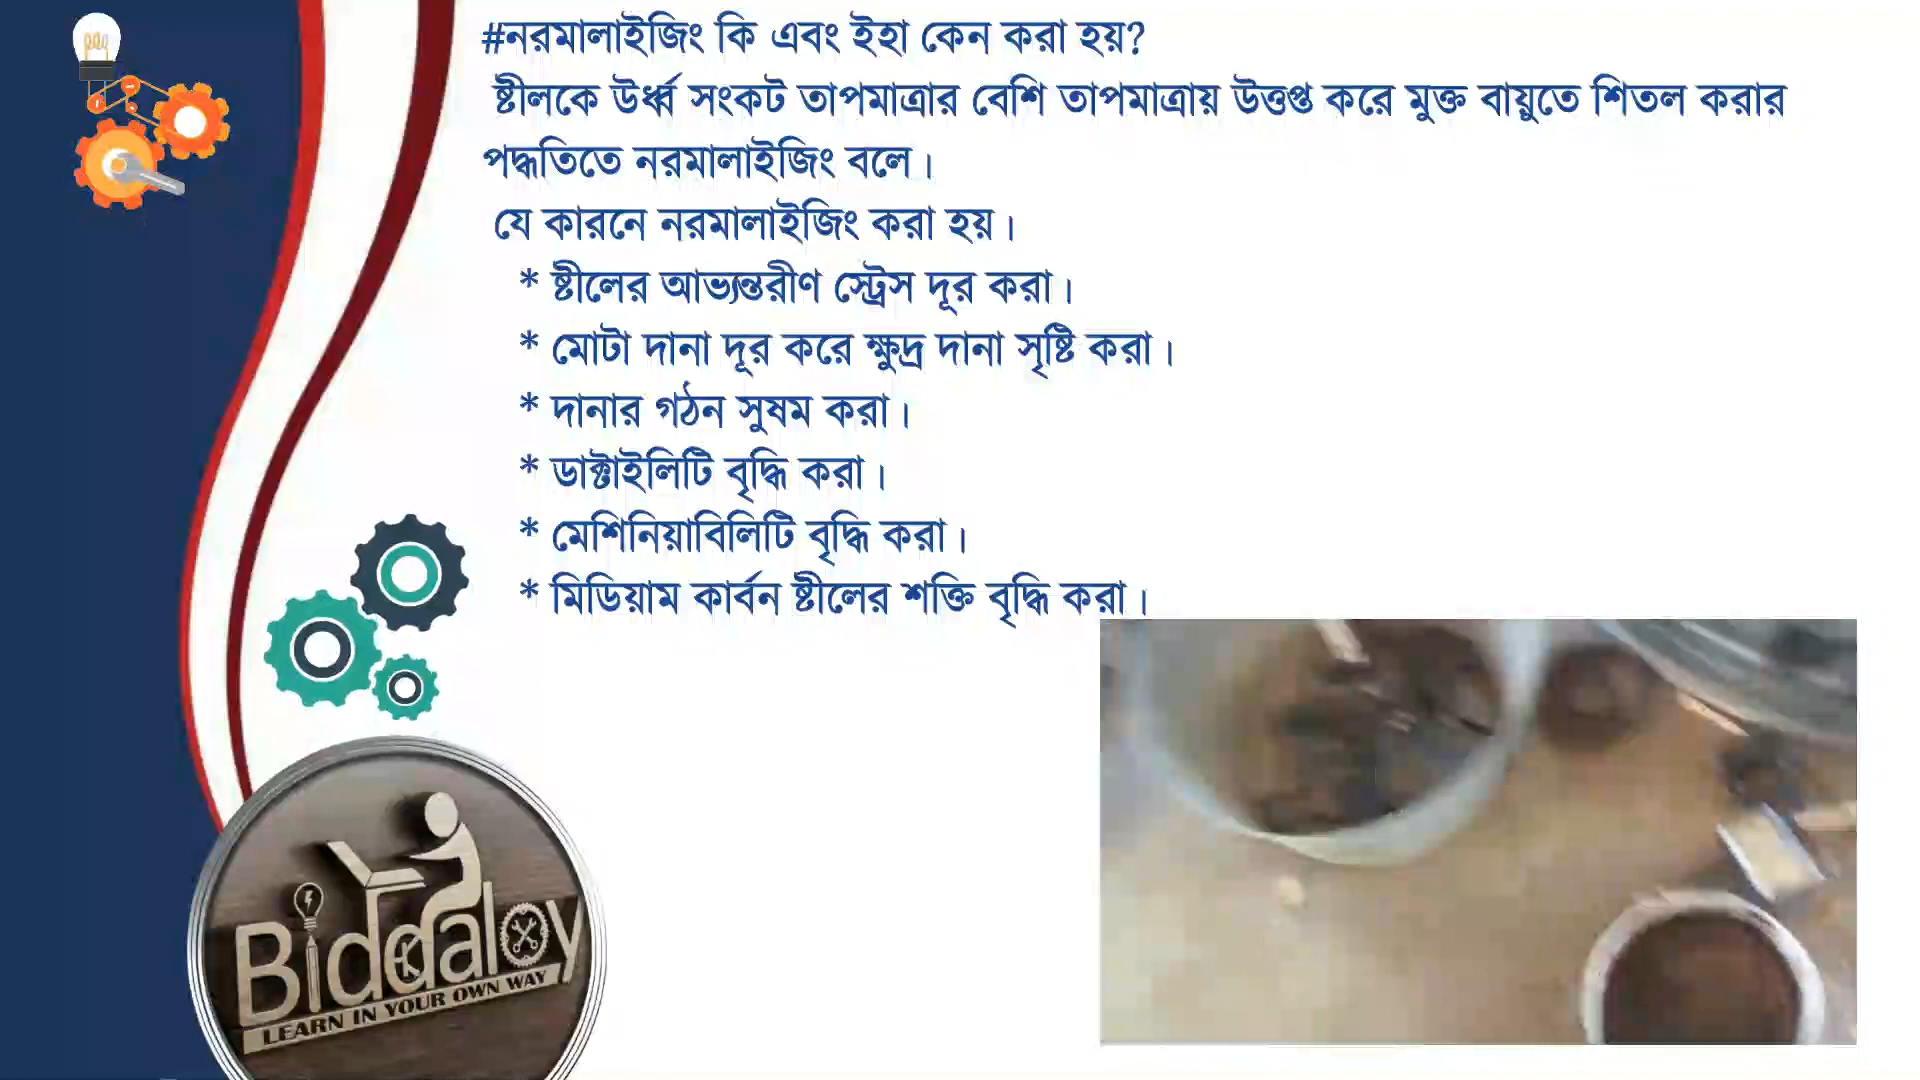 #নরমালাইজিং কি এবং ইহা কেন করা হয়?
ষ্টীলকে উর্ধ্ব সংকট তাপমাত্রার বেশি তাপমাত্রায় উত্তপ্ত করে মুক্ত বায়ুতে শিতল করার
পদ্ধতিতে নরমালাইজিং বলে।
যে কারনে নরমালাইজিং করা হয়।
* ষ্টীলের আভ্যন্তরীণ স্ট্রেস দূর করা।
* মোটা দানা দূর করে ক্ষুদ্র দানা সৃষ্টি করা।
* দানার গঠন সুষম করা।
* ডাক্টাইলিটি বৃদ্ধি করা।
* মেশিনিয়াবিলিটি বৃদ্ধি করা।
* মিডিয়াম কার্বন ষ্টীলের শক্তি বৃদ্ধি করা।
Biddaloy
LEARN IN YOUR OWN WAY